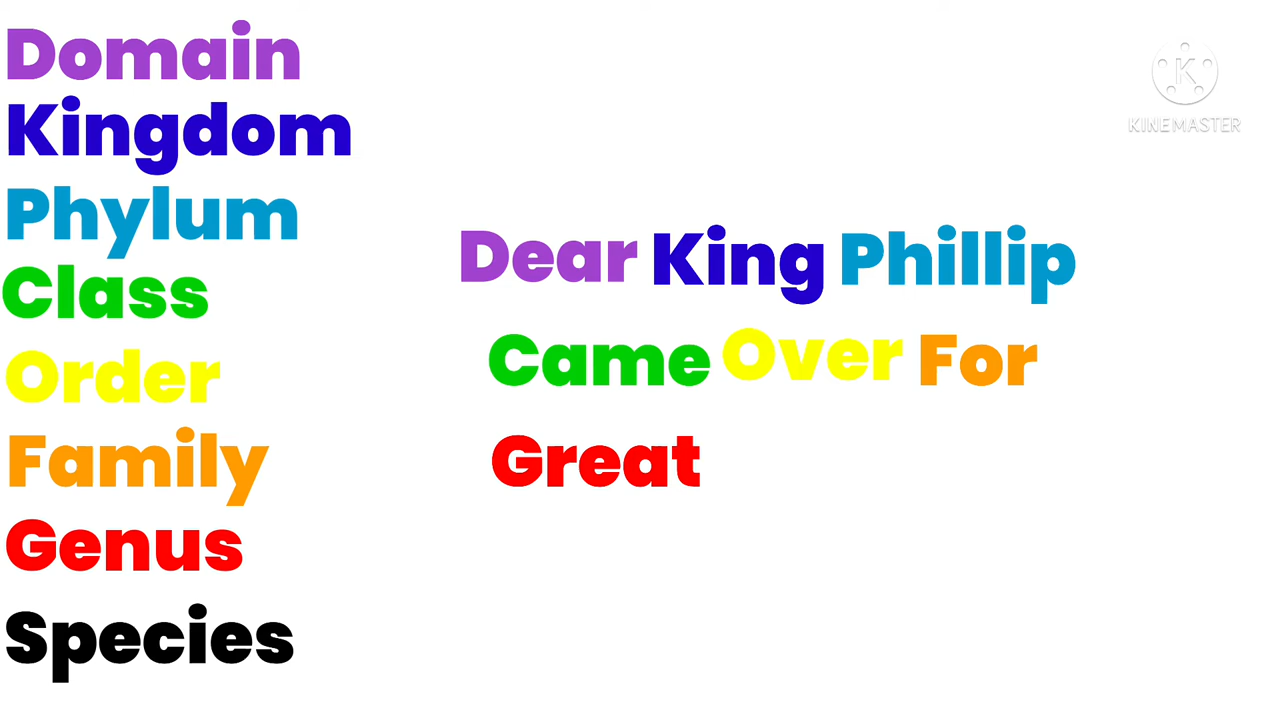 Domain
Kingdom
Phylum
Class
Order
Family
Genus
Species
Dear King Phillip
Came Over For
Great
K
KINEMASTER